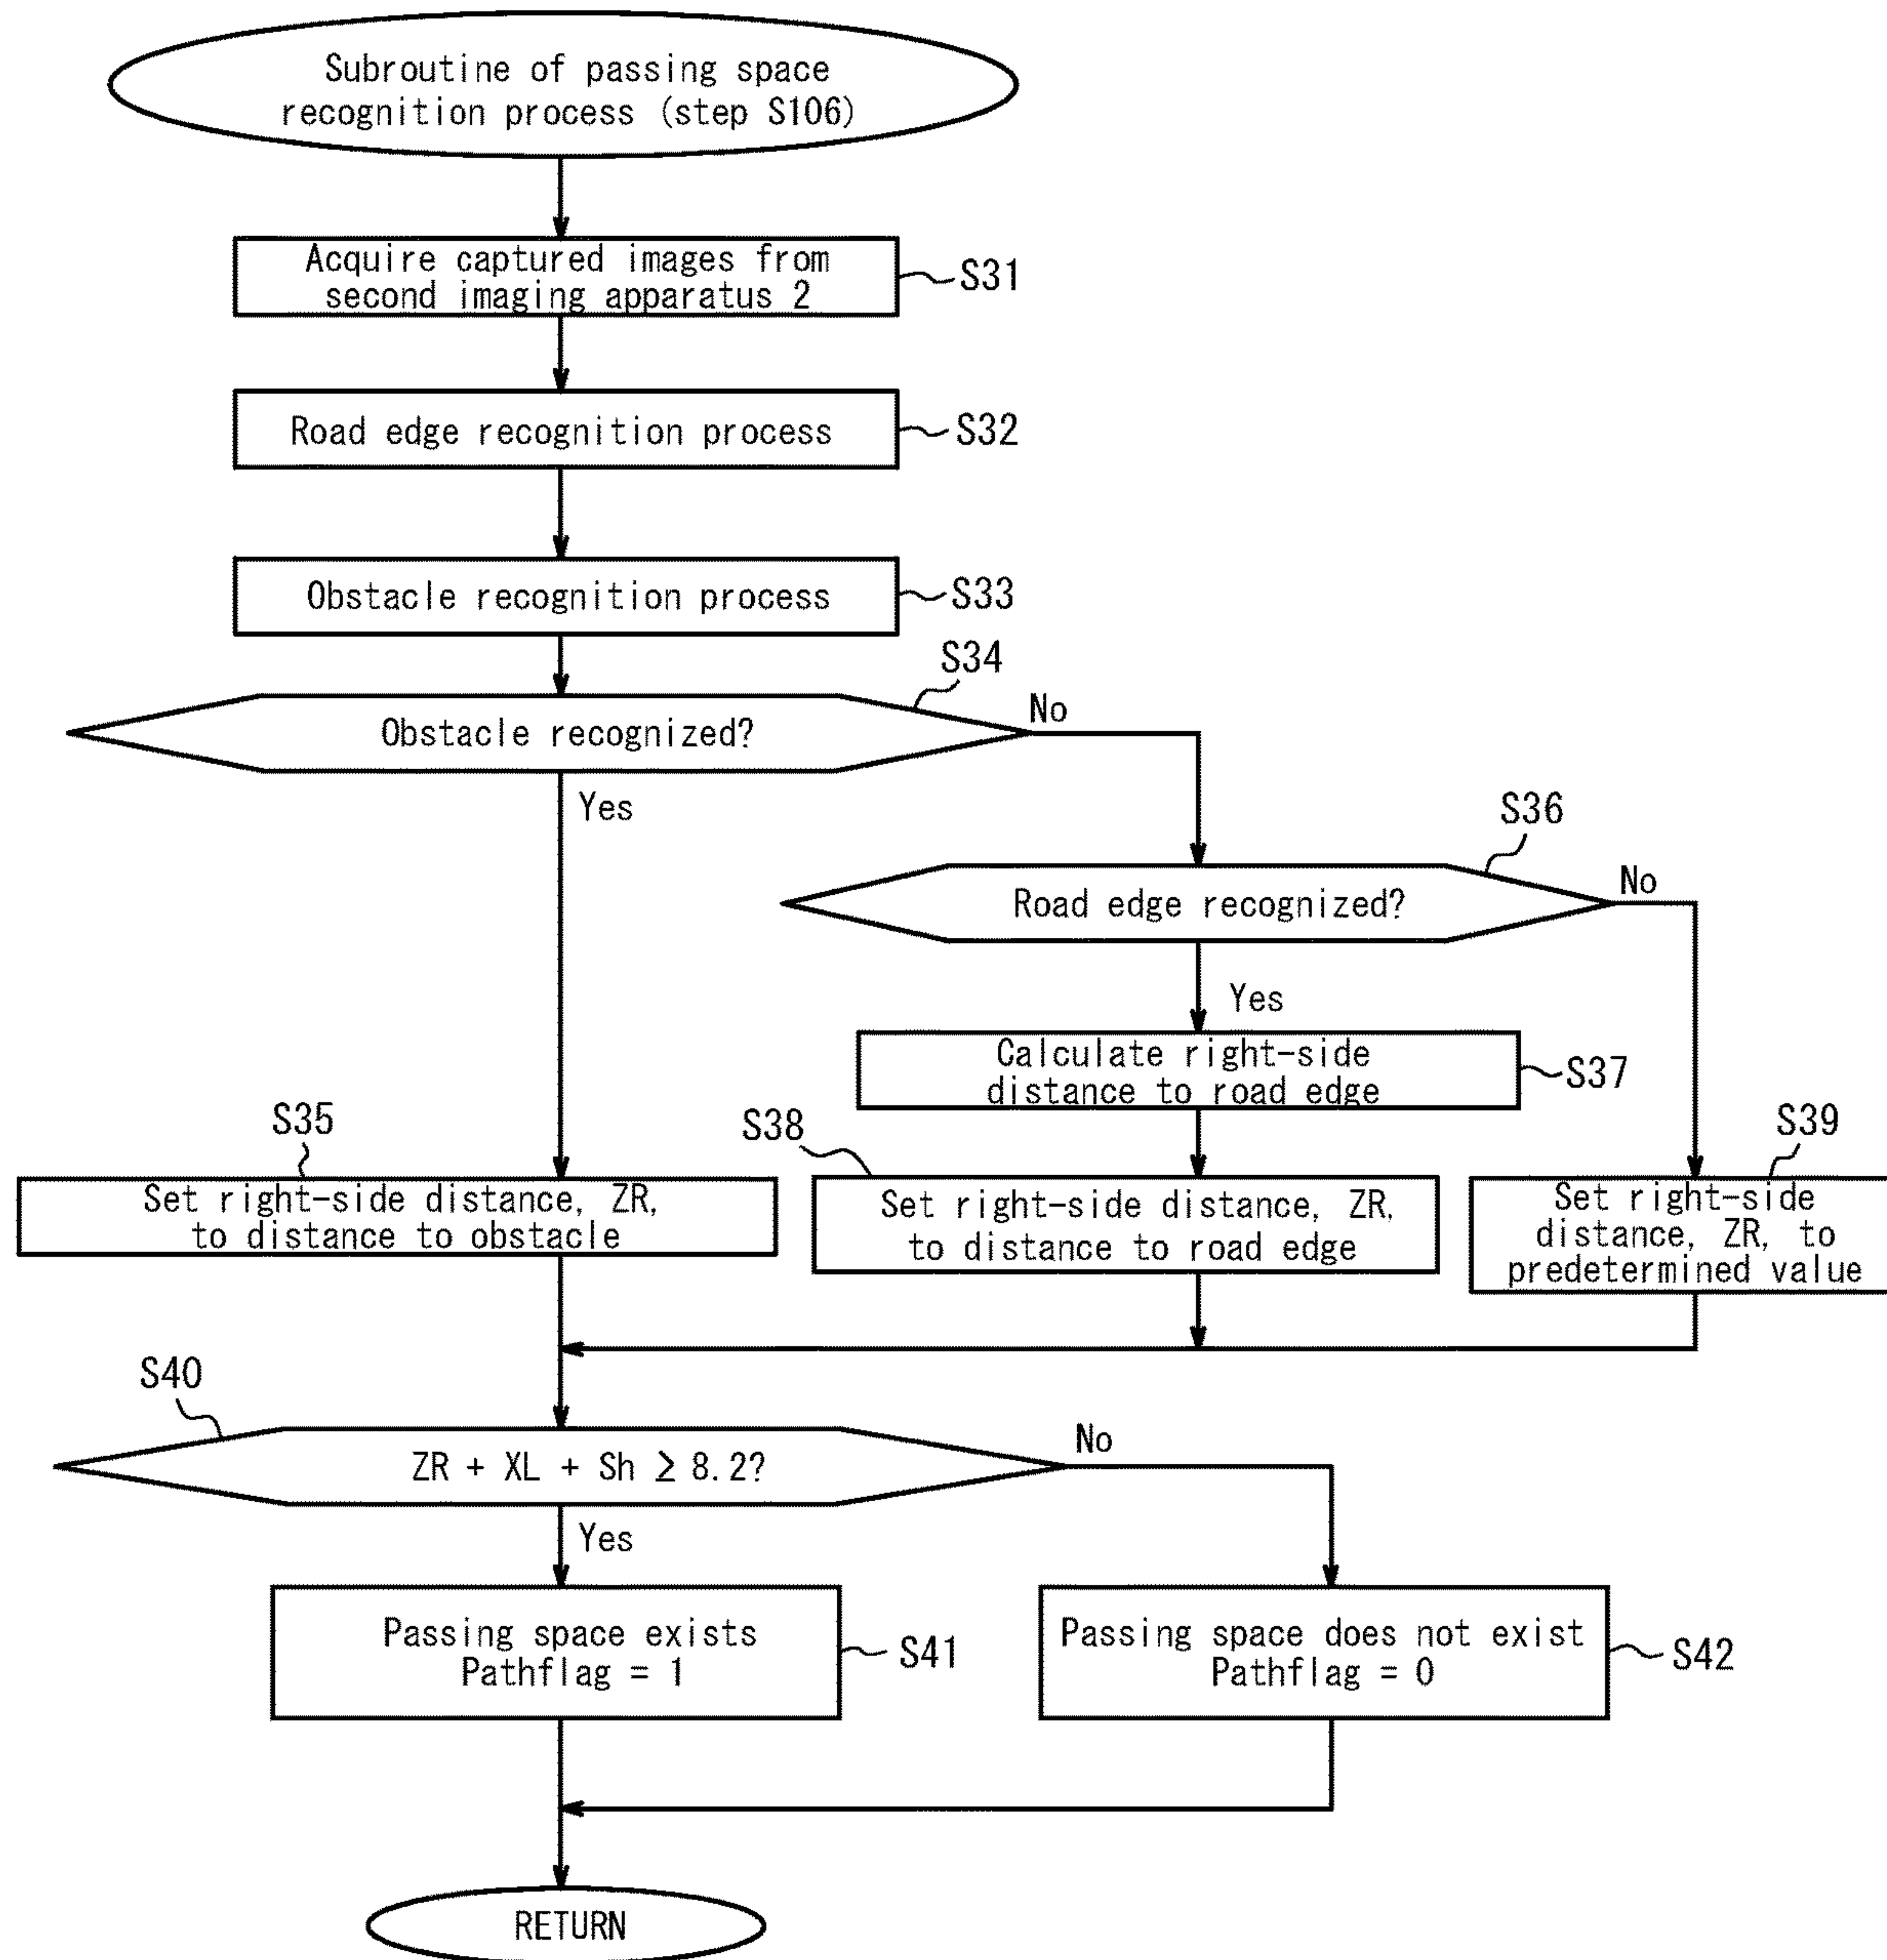 Subroutine of passing space
recognition process (step S106)
Acquire captured images from
second imaging apparatus 2
S31
Road edge recognition process
S32
Obstacle recognition process
S33
S34
Obstacle recognized?
No
Yes
S36
Road edge recognized?
No
Yes
Calculate right-side
distance to road edge
S37
S35
Set right-side distance, ZR,
to distance to obstacle
S38
Set right-side distance, ZR,
to distance to road edge
S39
Set right-side
distance, ZR, to
predetermined value
S40
ZR + XL + Sh ≥ 8.2?
No
Yes
Passing space exists
Pathflag = 1
S41
Passing space does not exist
Pathflag = 0
S42
RETURN